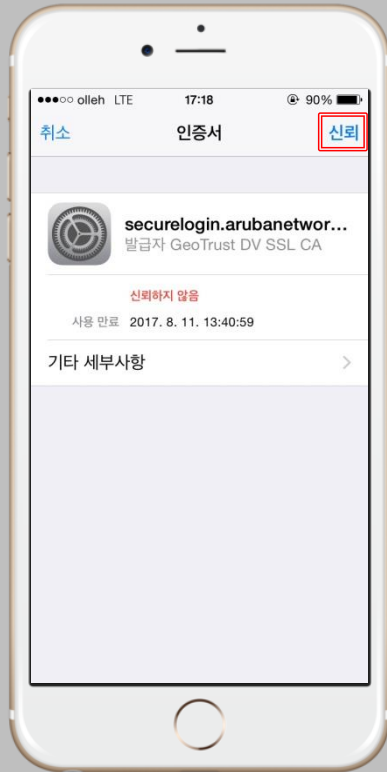 olleh LTE 17:18 90%
취소 인증서 신뢰
securelogin.arubanetwor...
발급자 GeoTrust DV SSL CA
신뢰하지 않음
사용 만료 2017. 8. 11. 13:40:59
기타 세부사항